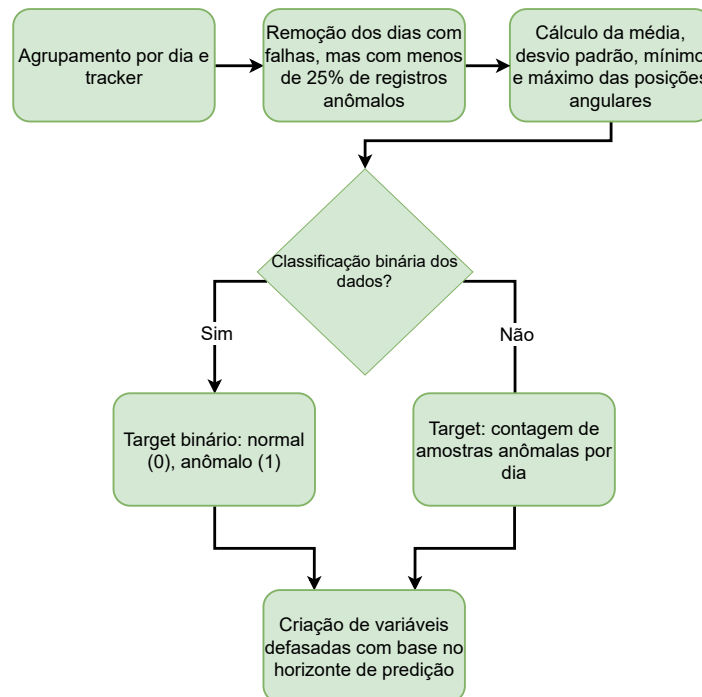 Agrupamento por dia e
tracker
Remoção dos dias com
falhas, mas com menos
de 25% de registros
anômalos
Cálculo da média,
desvio padrão, mínimo
e máximo das posições
angulares
Classificação binária dos
dados?
Sim
Não
Target binário: normal
(0), anômalo (1)
Target: contagem de
amostras anômalas por
dia
Criação de variáveis
defasadas com base no
horizonte de predição